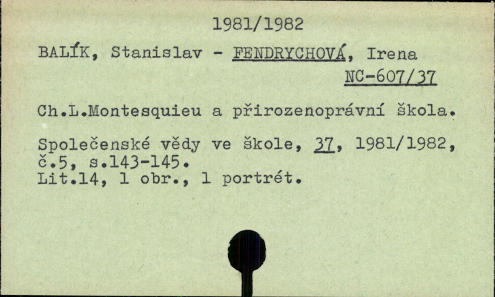 1981/1982
BALÍK, Stanislav - FENDRYCHOVÁ, Irena
NC-607/37
Ch.L.Montesquieu a přirozenoprávní škola.
Společenské vědy ve škole, 37, 1981/1982,
č.5, s.143-145.
Lit.14, 1 obr., 1 portrét.